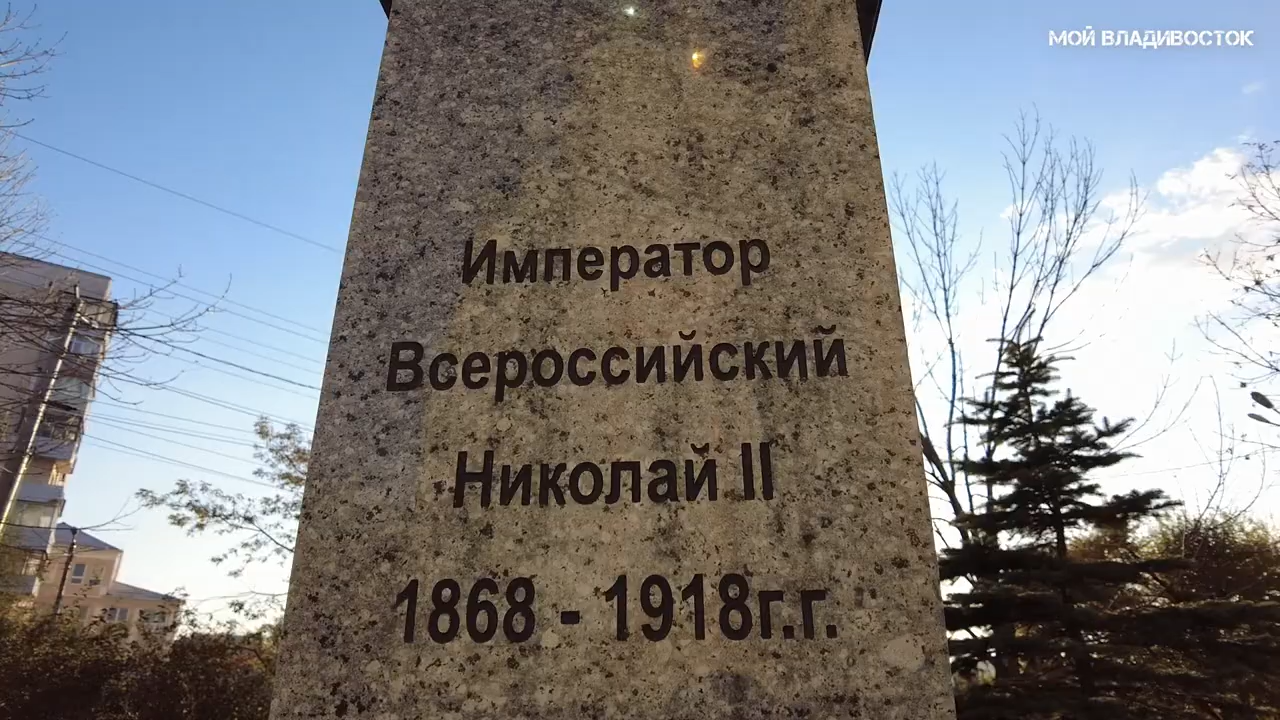 МОЙ ВЛАДИВОСТОК
Император
Всероссийский
Николай II
1868 - 1918г.г.